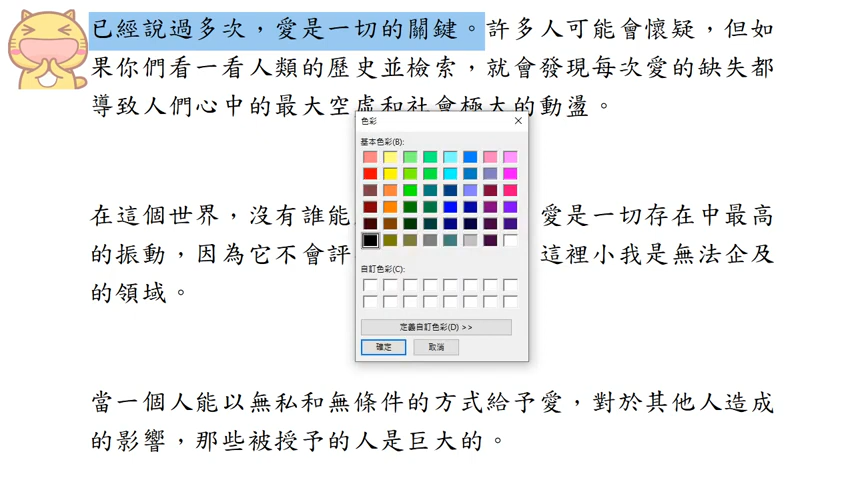 已經說過多次，愛是一切的關鍵。許多人可能會懷疑，但如
果你們看一看人類的歷史並檢索，就會發現每次愛的缺失都
導致人們心中的最大空虛和社會極大的動盪。
色彩
基本色彩(B):
自訂色彩(C):
定義自訂色彩(D) >>
確定
取消
在這個世界，沒有誰能 愛是一切存在中最高
的振動，因為它不會評 這裡小我是無法企及
的領域。
當一個人能以無私和無條件的方式給予愛，對於其他人造成
的影響，那些被授予的人是巨大的。